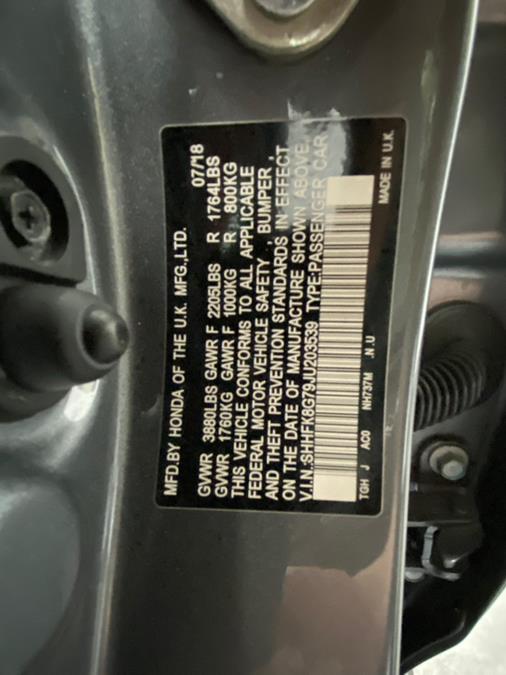 MFD.BY HONDA OF THE U.K. MFG.,LTD. 07/18
GVWR 3880LBS GAWR F 2205LBS R 1764LBS
GVWR 1760KG GAWR F 1000KG R 800KG
THIS VEHICLE CONFORMS TO ALL APPLICABLE
FEDERAL MOTOR VEHICLE SAFETY, BUMPER,
AND THEFT PREVENTION STANDARDS IN EFFECT
ON THE DATE OF MANUFACTURE SHOWN ABOVE.
V.I.N.:SHHFK8G79JU203539 TYPE:PASSENGER CAR
TGH J AC0 NH737M .N.U MADE IN U.K.